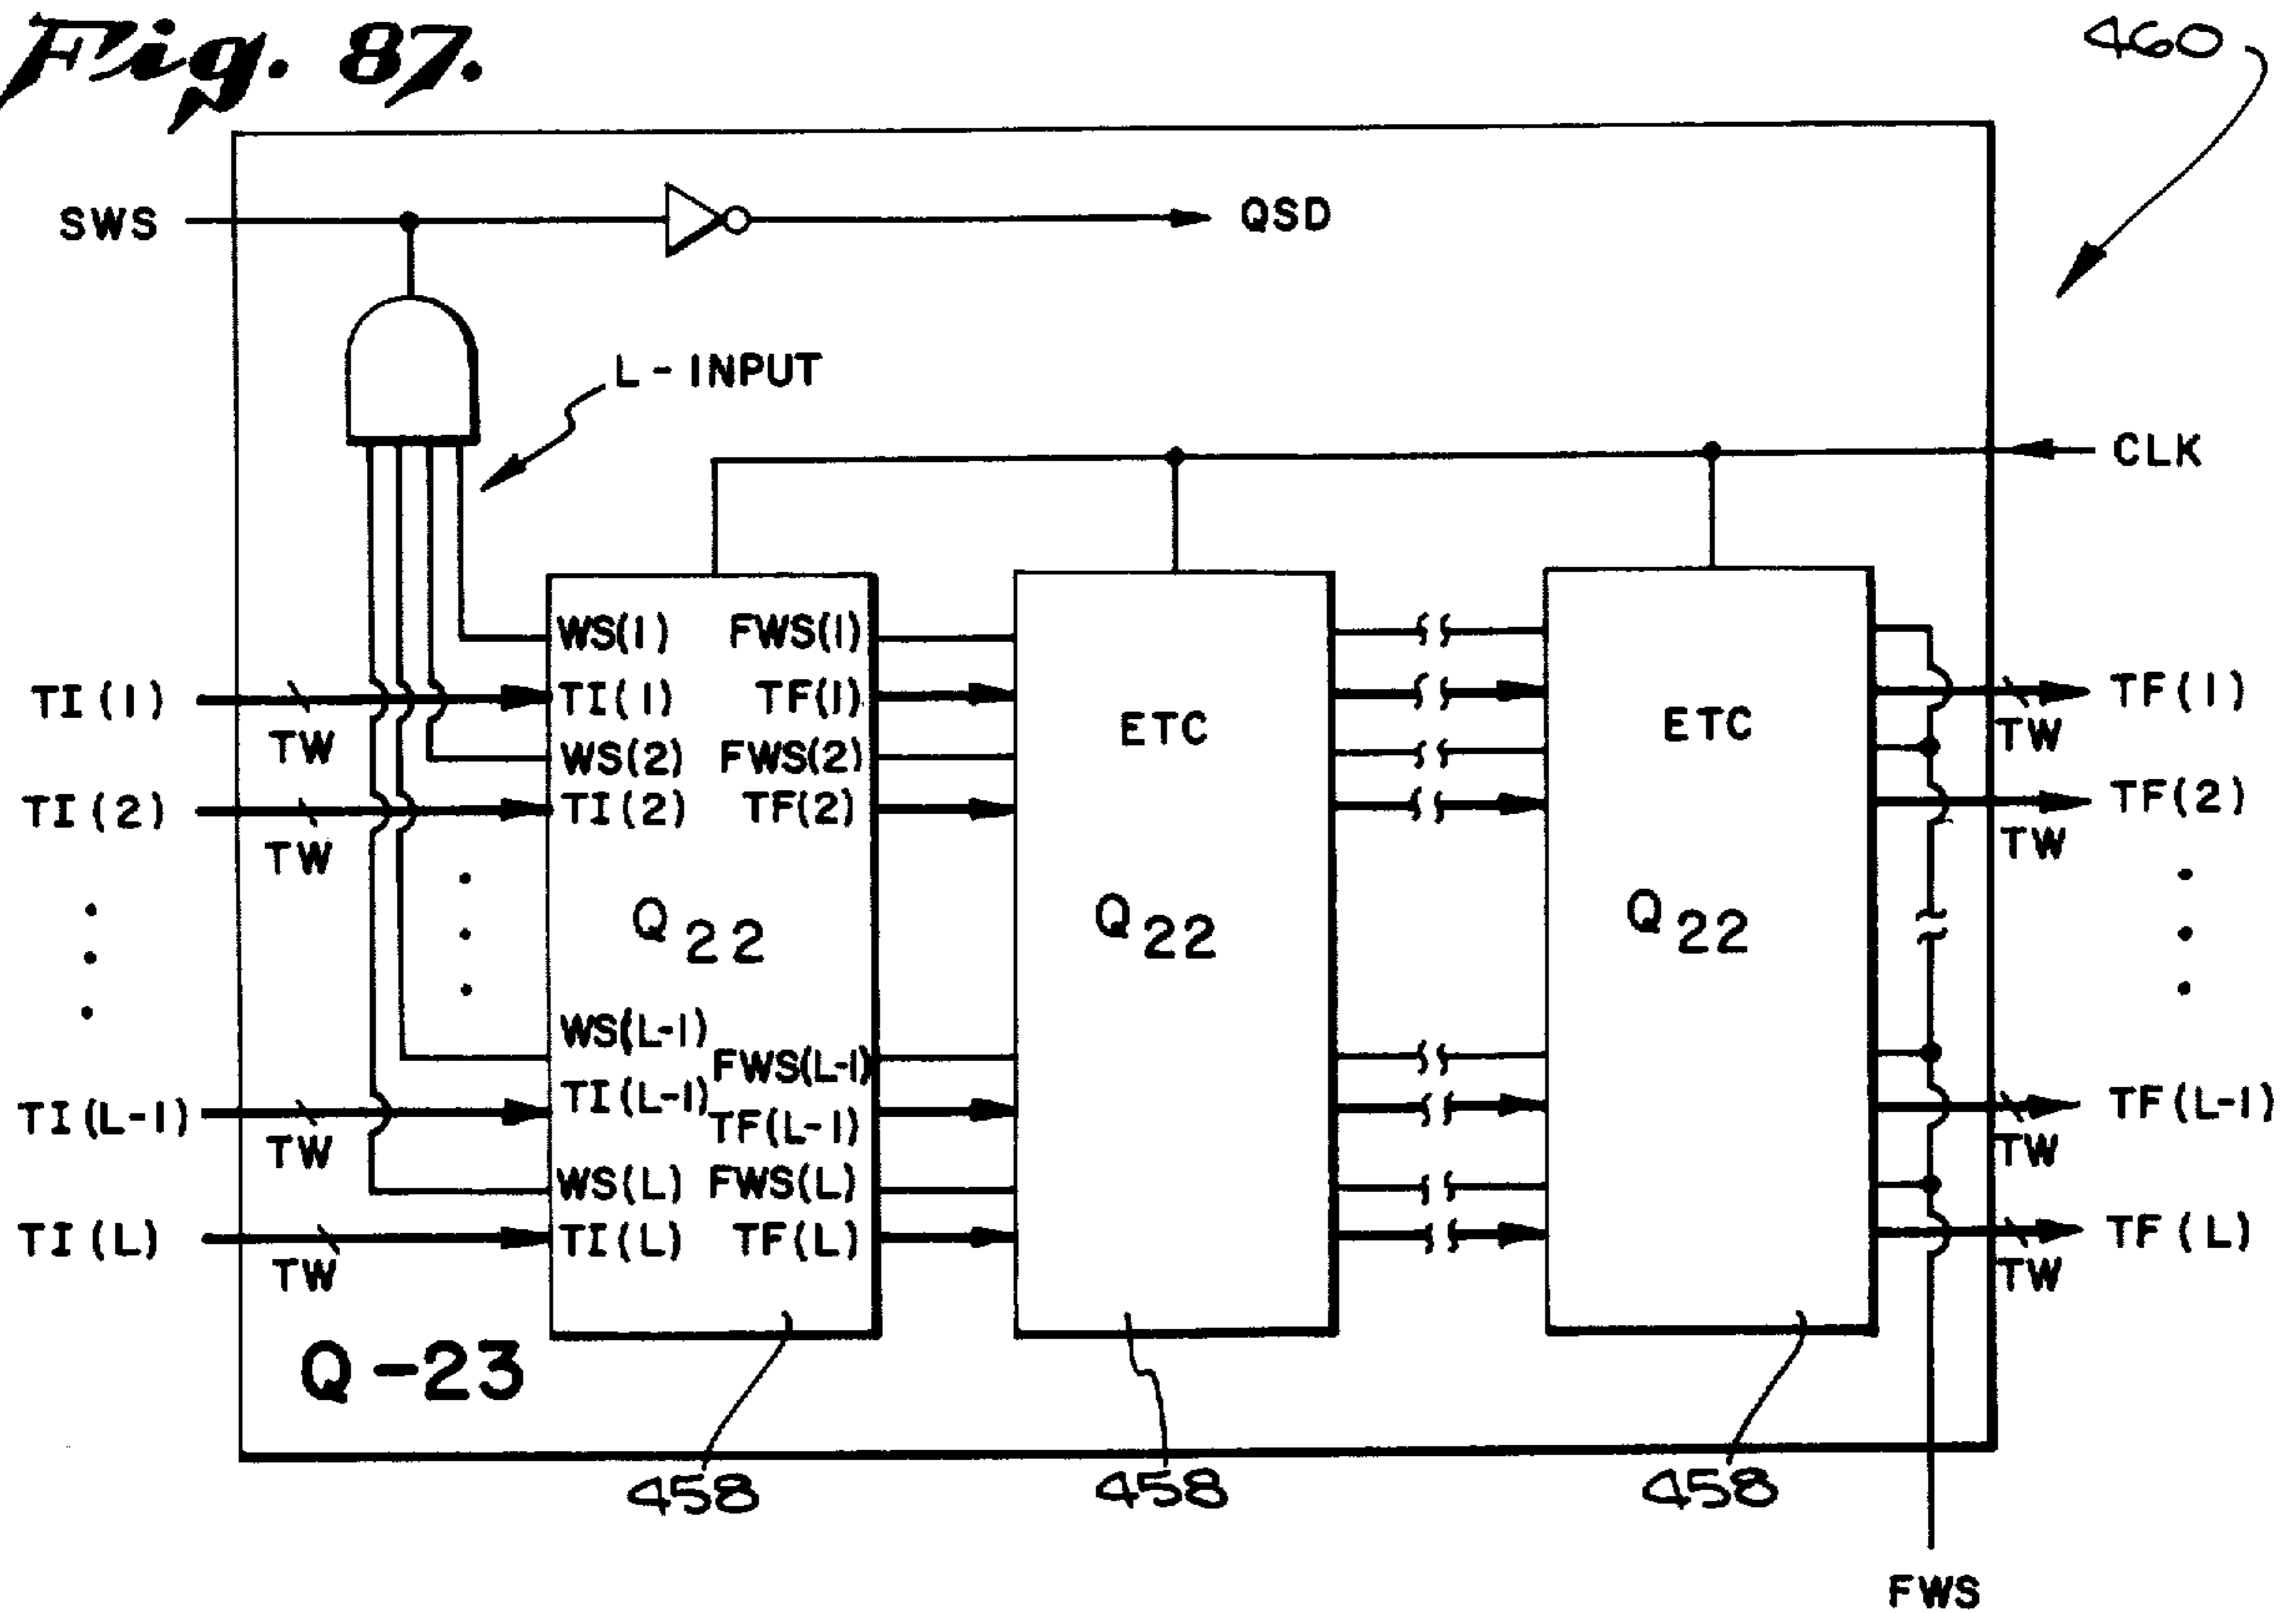 Fig. 87.
460
SWS
QSD
L-INPUT
CLK
WS(1) FWS(1)
TI(1) TI(1) TF(1) TF(1)
TW ETC ETC TW
WS(2) FWS(2)
TI(2) TI(2) TF(2) TF(2)
TW TW
Q22 Q22 Q22
WS(L-1) FWS(L-1)
TI(L-1) TI(L-1) TF(L-1) TF(L-1)
TW TW
WS(L) FWS(L)
TI(L) TI(L) TF(L) TF(L)
TW TW
Q-23
458 458 458
FWS